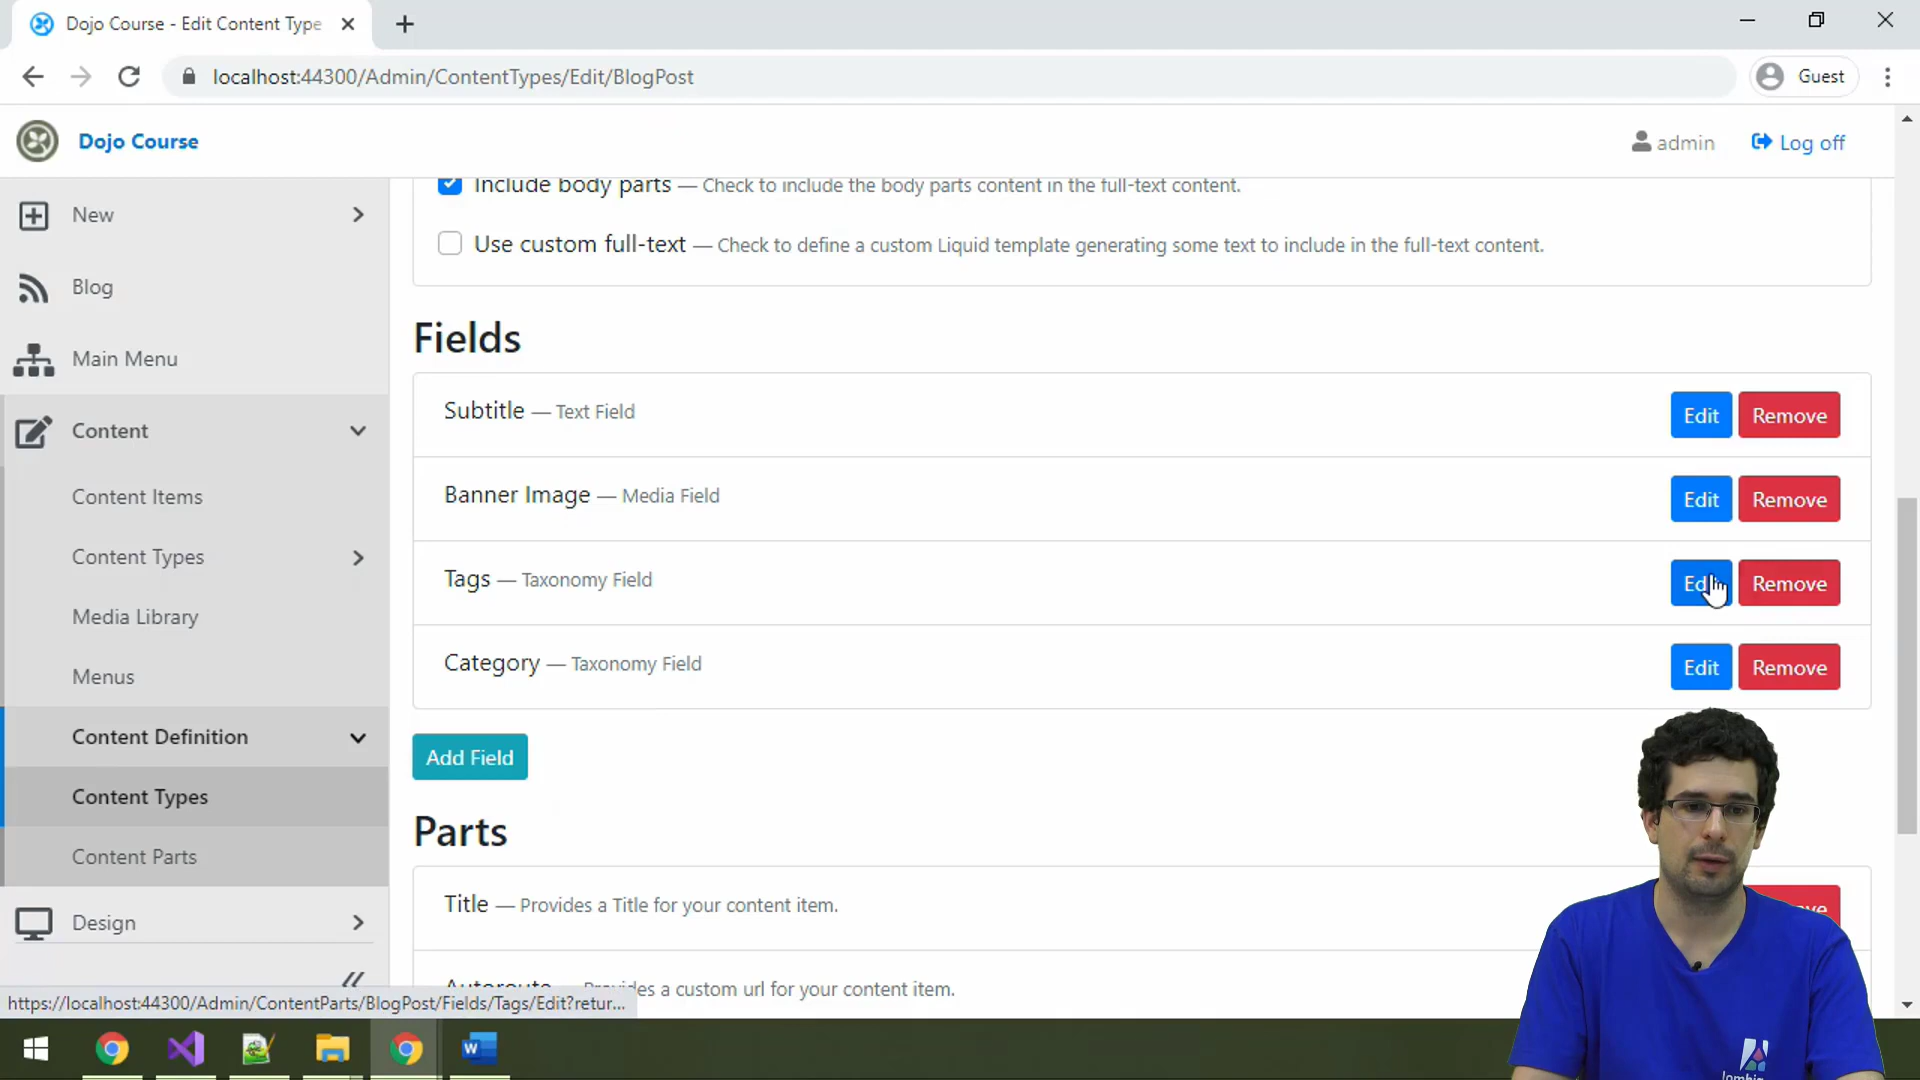 Dojo Course - Edit Content Type
localhost:44300/Admin/ContentTypes/Edit/BlogPost
Guest
Dojo Course
admin
Log off
New
Blog
Main Menu
Content
Content Items
Content Types
Media Library
Menus
Content Definition
Content Types
Content Parts
Design
Include body parts — Check to include the body parts content in the full-text content.
Use custom full-text — Check to define a custom Liquid template generating some text to include in the full-text content.
Fields
Subtitle — Text Field
Edit Remove
Banner Image — Media Field
Edit Remove
Tags — Taxonomy Field
Remove
Category — Taxonomy Field
Edit Remove
Add Field
Parts
Title — Provides a Title for your content item.
a custom url for your content item.
https://localhost:44300/Admin/ContentParts/BlogPost/Fields/Tags/Edit?retur...